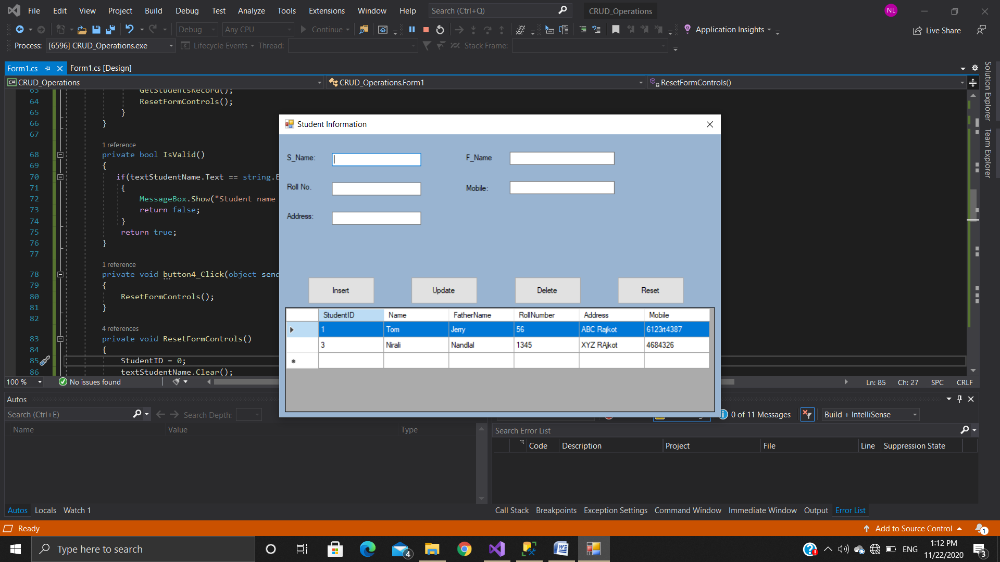 File Edit View Project Build Debug Test Analyze Tools Extensions Window Help Search (Ctrl+Q) CRUD_Operations NL
Debug Any CPU Continue Application Insights Live Share
Process: [6596] CRUD_Operations.exe Lifecycle Events Thread: Stack Frame:
Form1.cs Form1.cs [Design]
C# CRUD_Operations CRUD_Operations.Form1 ResetFormControls()
Solution Explorer
Team Explorer
63 GetStudentsRecord();
64 ResetFormControls();
65 }
66 }
67
1 reference
68 private bool IsValid()
69 {
70 if(textStudentName.Text == string.E
71 {
72 MessageBox.Show("Student name
73 return false;
74 }
75 return true;
76 }
77
1 reference
78 private void button4_Click(object send
79 {
80 ResetFormControls();
81 }
82
4 references
83 private void ResetFormControls()
84 {
85 StudentID = 0;
86 textStudentName.Clear();
Student Information
S_Name: F_Name
Roll No. Mobile:
Address:
Insert Update Delete Reset
StudentID Name FatherName RollNumber Address Mobile
1 Tom Jerry 56 ABC Rajkot 6123rt4387
3 Nirali Nandlal 1345 XYZ RAjkot 4684326
100 % No issues found Ln: 85 Ch: 27 SPC CRLF
Autos
Search (Ctrl+E) Search Depth:
Name Value Type
0 of 11 Messages Build + IntelliSense
Search Error List
Code Description Project File Line Suppression State
Autos Locals Watch 1
Call Stack Breakpoints Exception Settings Command Window Immediate Window Output Error List
Ready Add to Source Control 1
Type here to search 4 ENG 1:12 PM
11/22/2020 3